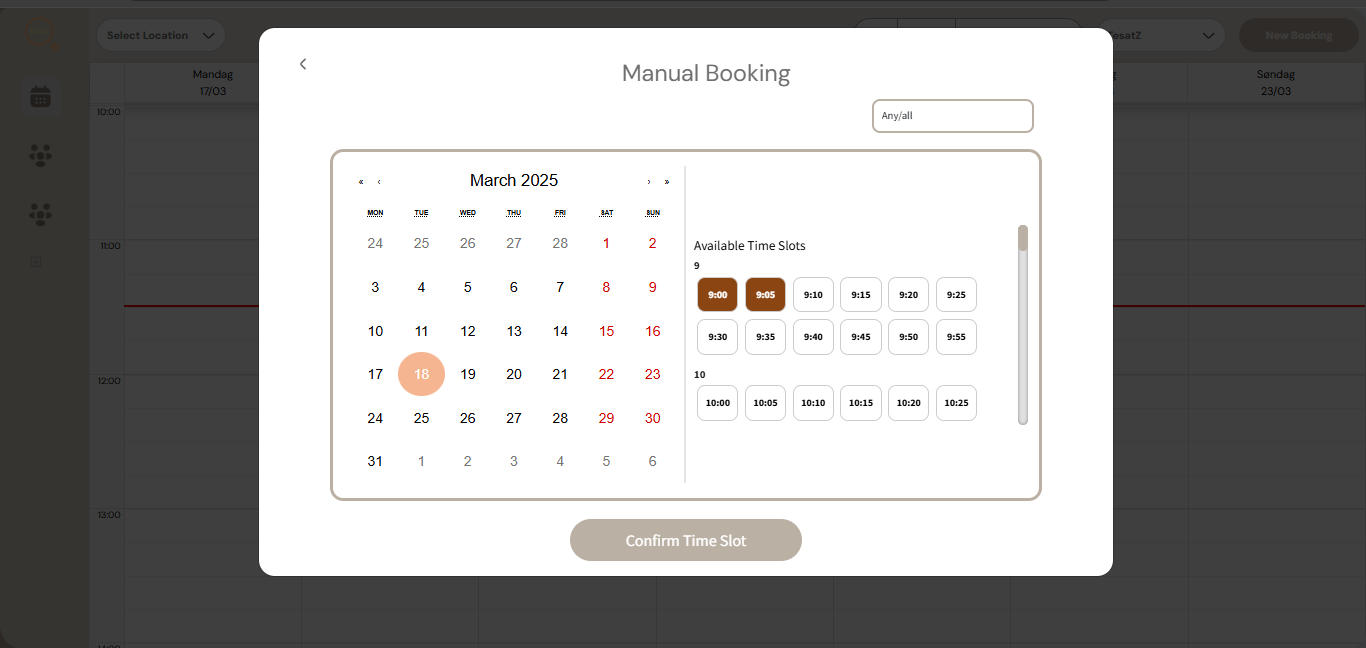 Select Location
esatZ
New Booking
Mandag
17/03
Søndag
23/03
10:00
11:00
12:00
13:00
Manual Booking
Any/all
« ‹ March 2025 › »
MON TUE WED THU FRI SAT SUN
24 25 26 27 28 1 2
3 4 5 6 7 8 9
10 11 12 13 14 15 16
17 18 19 20 21 22 23
24 25 26 27 28 29 30
31 1 2 3 4 5 6
Available Time Slots
9
9:00 9:05 9:10 9:15 9:20 9:25
9:30 9:35 9:40 9:45 9:50 9:55
10
10:00 10:05 10:10 10:15 10:20 10:25
Confirm Time Slot